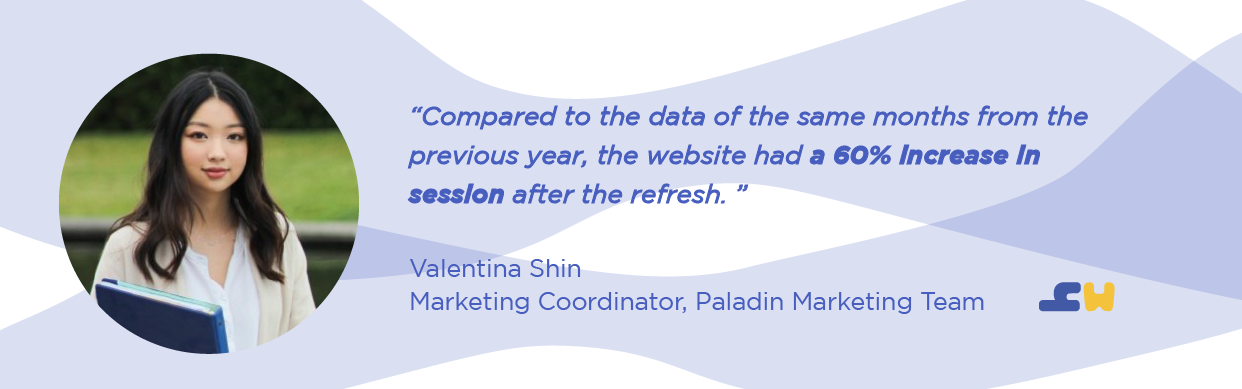 “Compared to the data of the same months from the
previous year, the website had a 60% increase in
session after the refresh. ”
Valentina Shin
Marketing Coordinator, Paladin Marketing Team